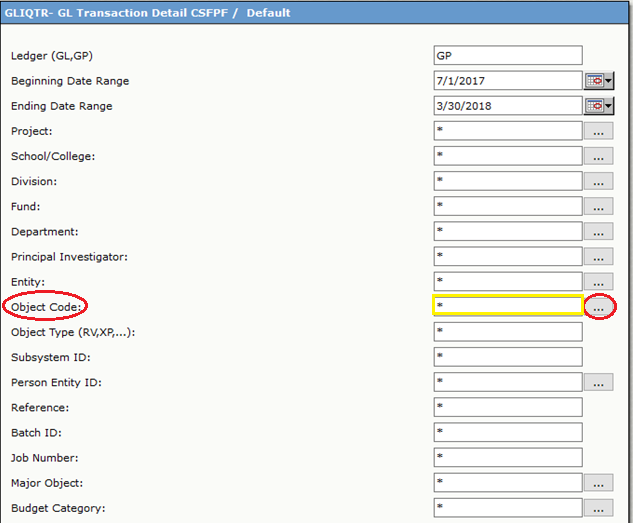 GLIQTR- GL Transaction Detail CSFPF / Default
Ledger (GL,GP) GP
Beginning Date Range 7/1/2017
Ending Date Range 3/30/2018
Project: * ...
School/College: * ...
Division: * ...
Fund: * ...
Department: * ...
Principal Investigator: * ...
Entity: * ...
Object Code: * ...
Object Type (RV,XP,...): *
Subsystem ID: *
Person Entity ID: * ...
Reference: *
Batch ID: *
Job Number: *
Major Object: * ...
Budget Category: * ...